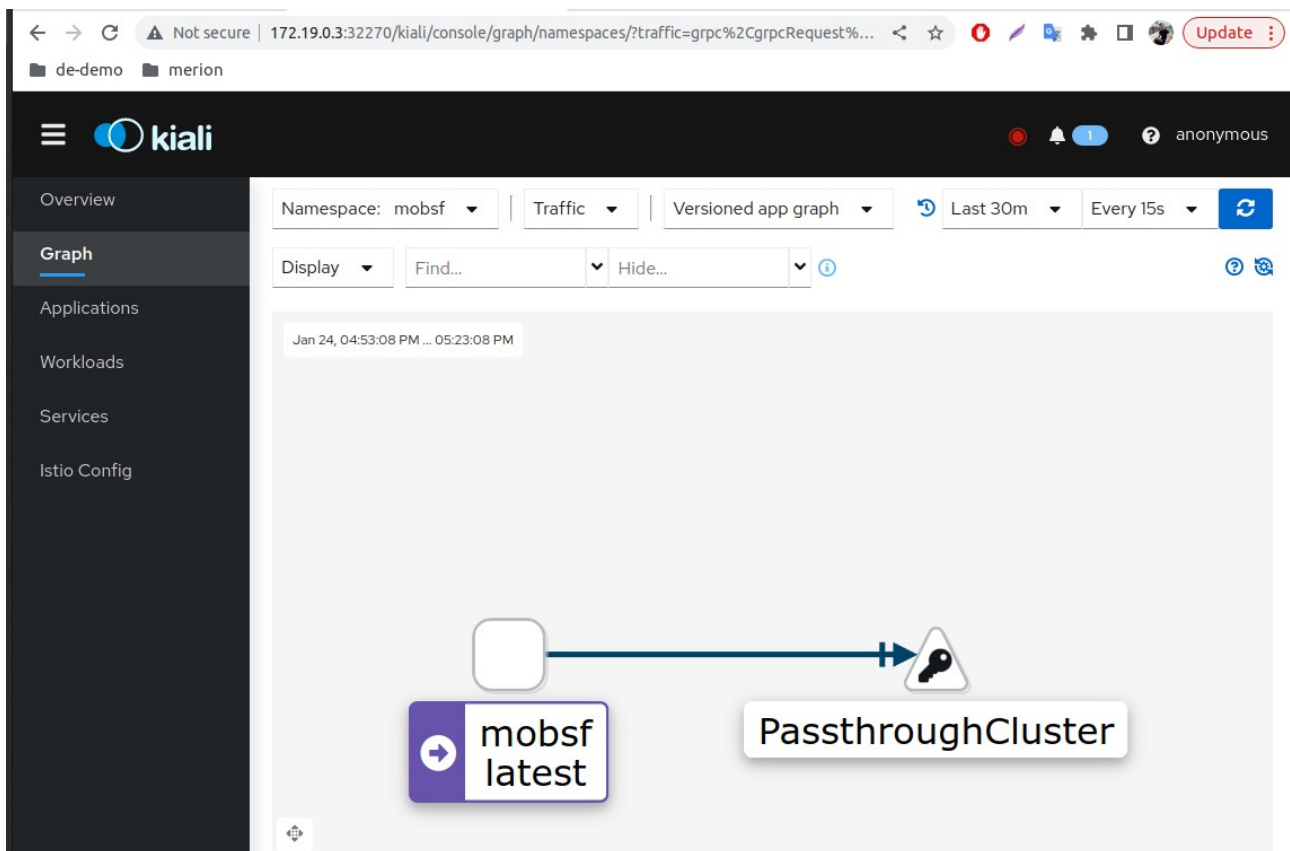 Not secure 172.19.0.3:32270/kiali/console/graph/namespaces/?traffic=grpc%2CgrpcRequest%... Update
de-demo merion
kiali 1 anonymous
Overview
Graph
Applications
Workloads
Services
Istio Config
Namespace: mobsf Traffic Versioned app graph Last 30m Every 15s
Display Find... Hide...
Jan 24, 04:53:08 PM ... 05:23:08 PM
mobsf
latest
PassthroughCluster